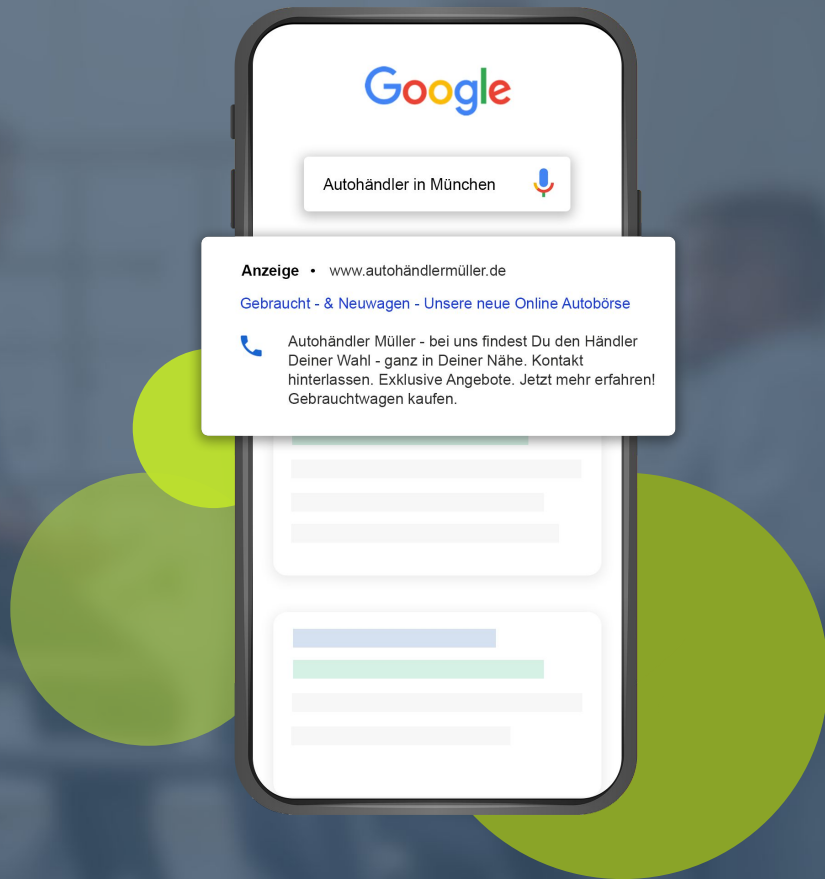 Google
Autohändler in München
Anzeige • www.autohändlermüller.de
Gebraucht - & Neuwagen - Unsere neue Online Autobörse
Autohändler Müller - bei uns findest Du den Händler
Deiner Wahl - ganz in Deiner Nähe. Kontakt
hinterlassen. Exklusive Angebote. Jetzt mehr erfahren!
Gebrauchtwagen kaufen.